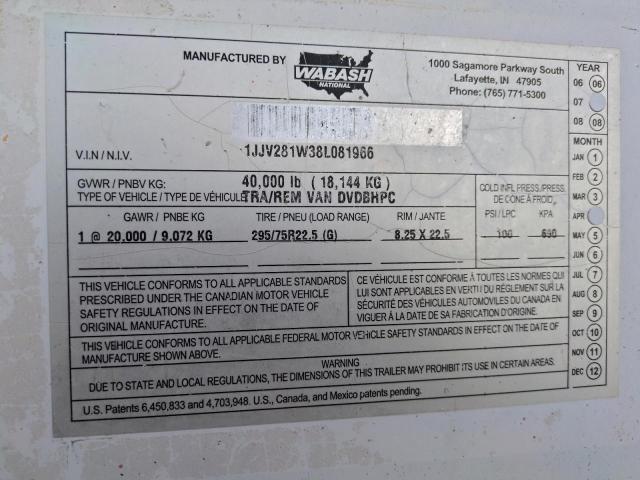 MANUFACTURED BY
WABASH
NATIONAL
1000 Sagamore Parkway South
Lafayette, IN 47905
Phone: (765) 771-5300
YEAR
06 06
07
08 08
MONTH
JAN 1
FEB 2
MAR 3
APR
MAY 5
JUN 6
JUL 7
AUG 8
SEP 9
OCT 10
NOV 11
DEC 12
V.I.N / N.I.V.
1JJV281W38L081966
GVWR / PNBV KG: 40,000 lb ( 18,144 KG )
TYPE OF VEHICLE / TYPE DE VÉHICULE TRA/REM VAN DVDBHPC
COLD INFL PRESS./PRESS.
DE CONE À FROID.
GAWR / PNBE KG TIRE / PNEU (LOAD RANGE) RIM / JANTE PSI / LPC KPA
1 @ 20,000 / 9,072 KG 295/75R22.5 (G) 8.25 X 22.5 100 690
THIS VEHICLE CONFORMS TO ALL APPLICABLE STANDARDS
PRESCRIBED UNDER THE CANADIAN MOTOR VEHICLE
SAFETY REGULATIONS IN EFFECT ON THE DATE OF
ORIGINAL MANUFACTURE.
CE VÉHICULE EST CONFORME À TOUTES LES NORMES QUI
LUI SONT APPLICABLES EN VERTU DU RÈGLEMENT SUR LA
SÉCURITÉ DES VÉHICULES AUTOMOVILES DU CANADA EN
VIGUER À LA DATE DE SA FABRICATION D'ORIGINE.
THIS VEHICLE CONFORMS TO ALL APPLICABLE FEDERAL MOTOR VEHICLE SAFETY STANDARDS IN EFFECT ON DATE OF
MANUFACTURE SHOWN ABOVE.
WARNING
DUE TO STATE AND LOCAL REGULATIONS, THE DIMENSIONS OF THIS TRAILER MAY PROHIBIT ITS USE IN CERTAIN AREAS.
U.S. Patents 6,450,833 and 4,703,948. U.S., Canada, and Mexico patents pending.